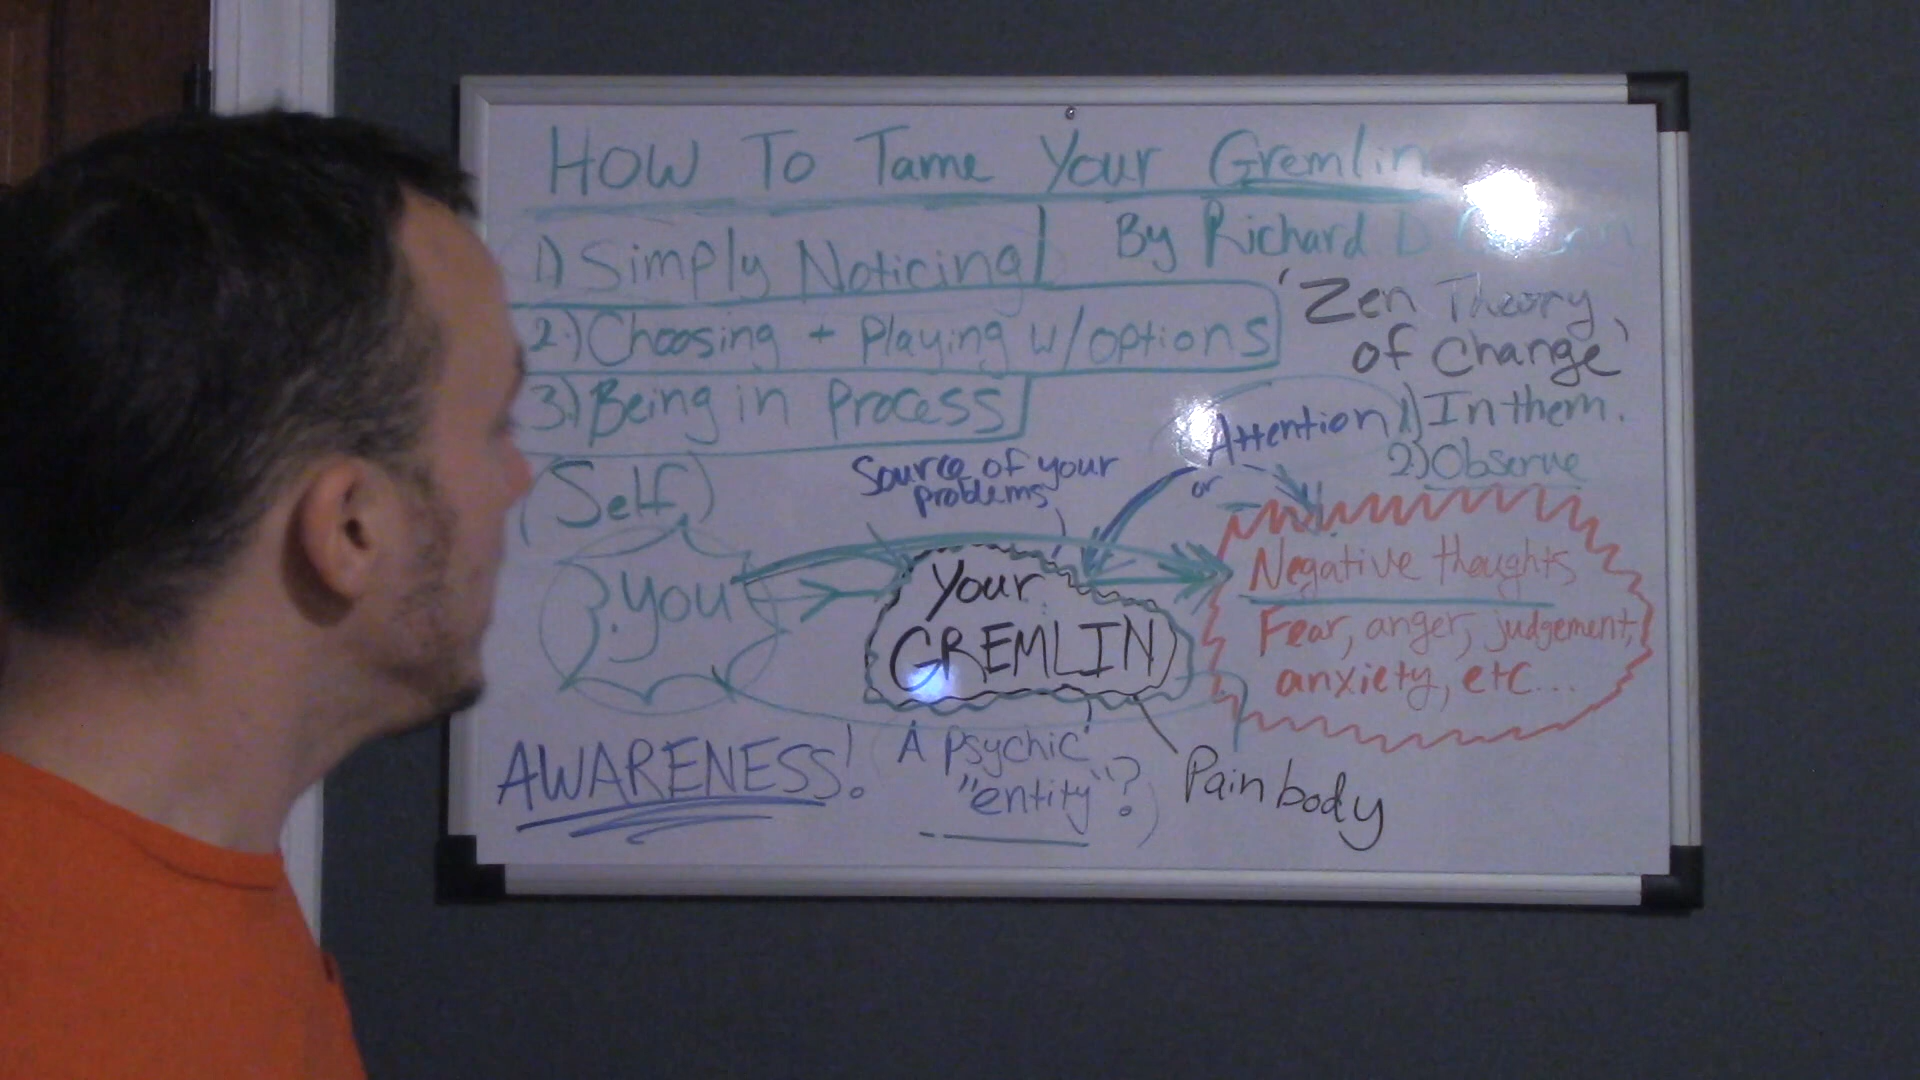 HOW To Tame Your Gremlin
By Richard
1) Simply Noticing
2.) Choosing + Playing w/options
3.) Being in Process
'Zen Theory
of Change'
1) In them.
2) Observe
Attention
or
Source of your
problems
(Self)
you
Your
GREMLIN
Negative thoughts
Fear, anger, judgement,
anxiety, etc...
AWARENESS!
A psychic
"entity"?
Pain body